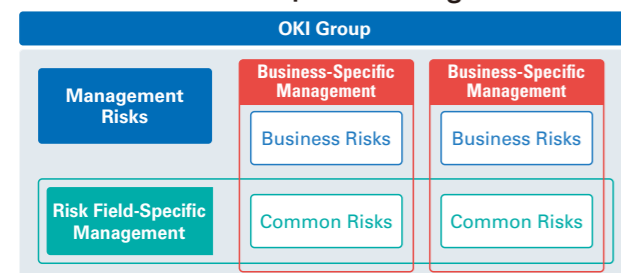 OKI Group
Management
Risks
Business-Specific
Management
Business-Specific
Management
Business Risks
Business Risks
Risk Field-Specific
Management
Common Risks
Common Risks